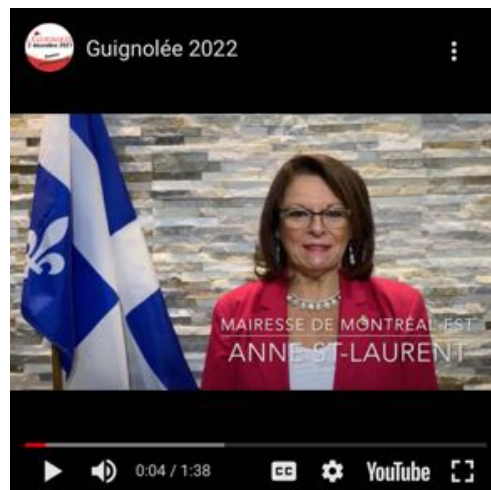 Guignolée 2022
MAIRESSE DE MONTRÉAL-EST
ANNE ST-LAURENT
0:04 / 1:38
CC
YouTube